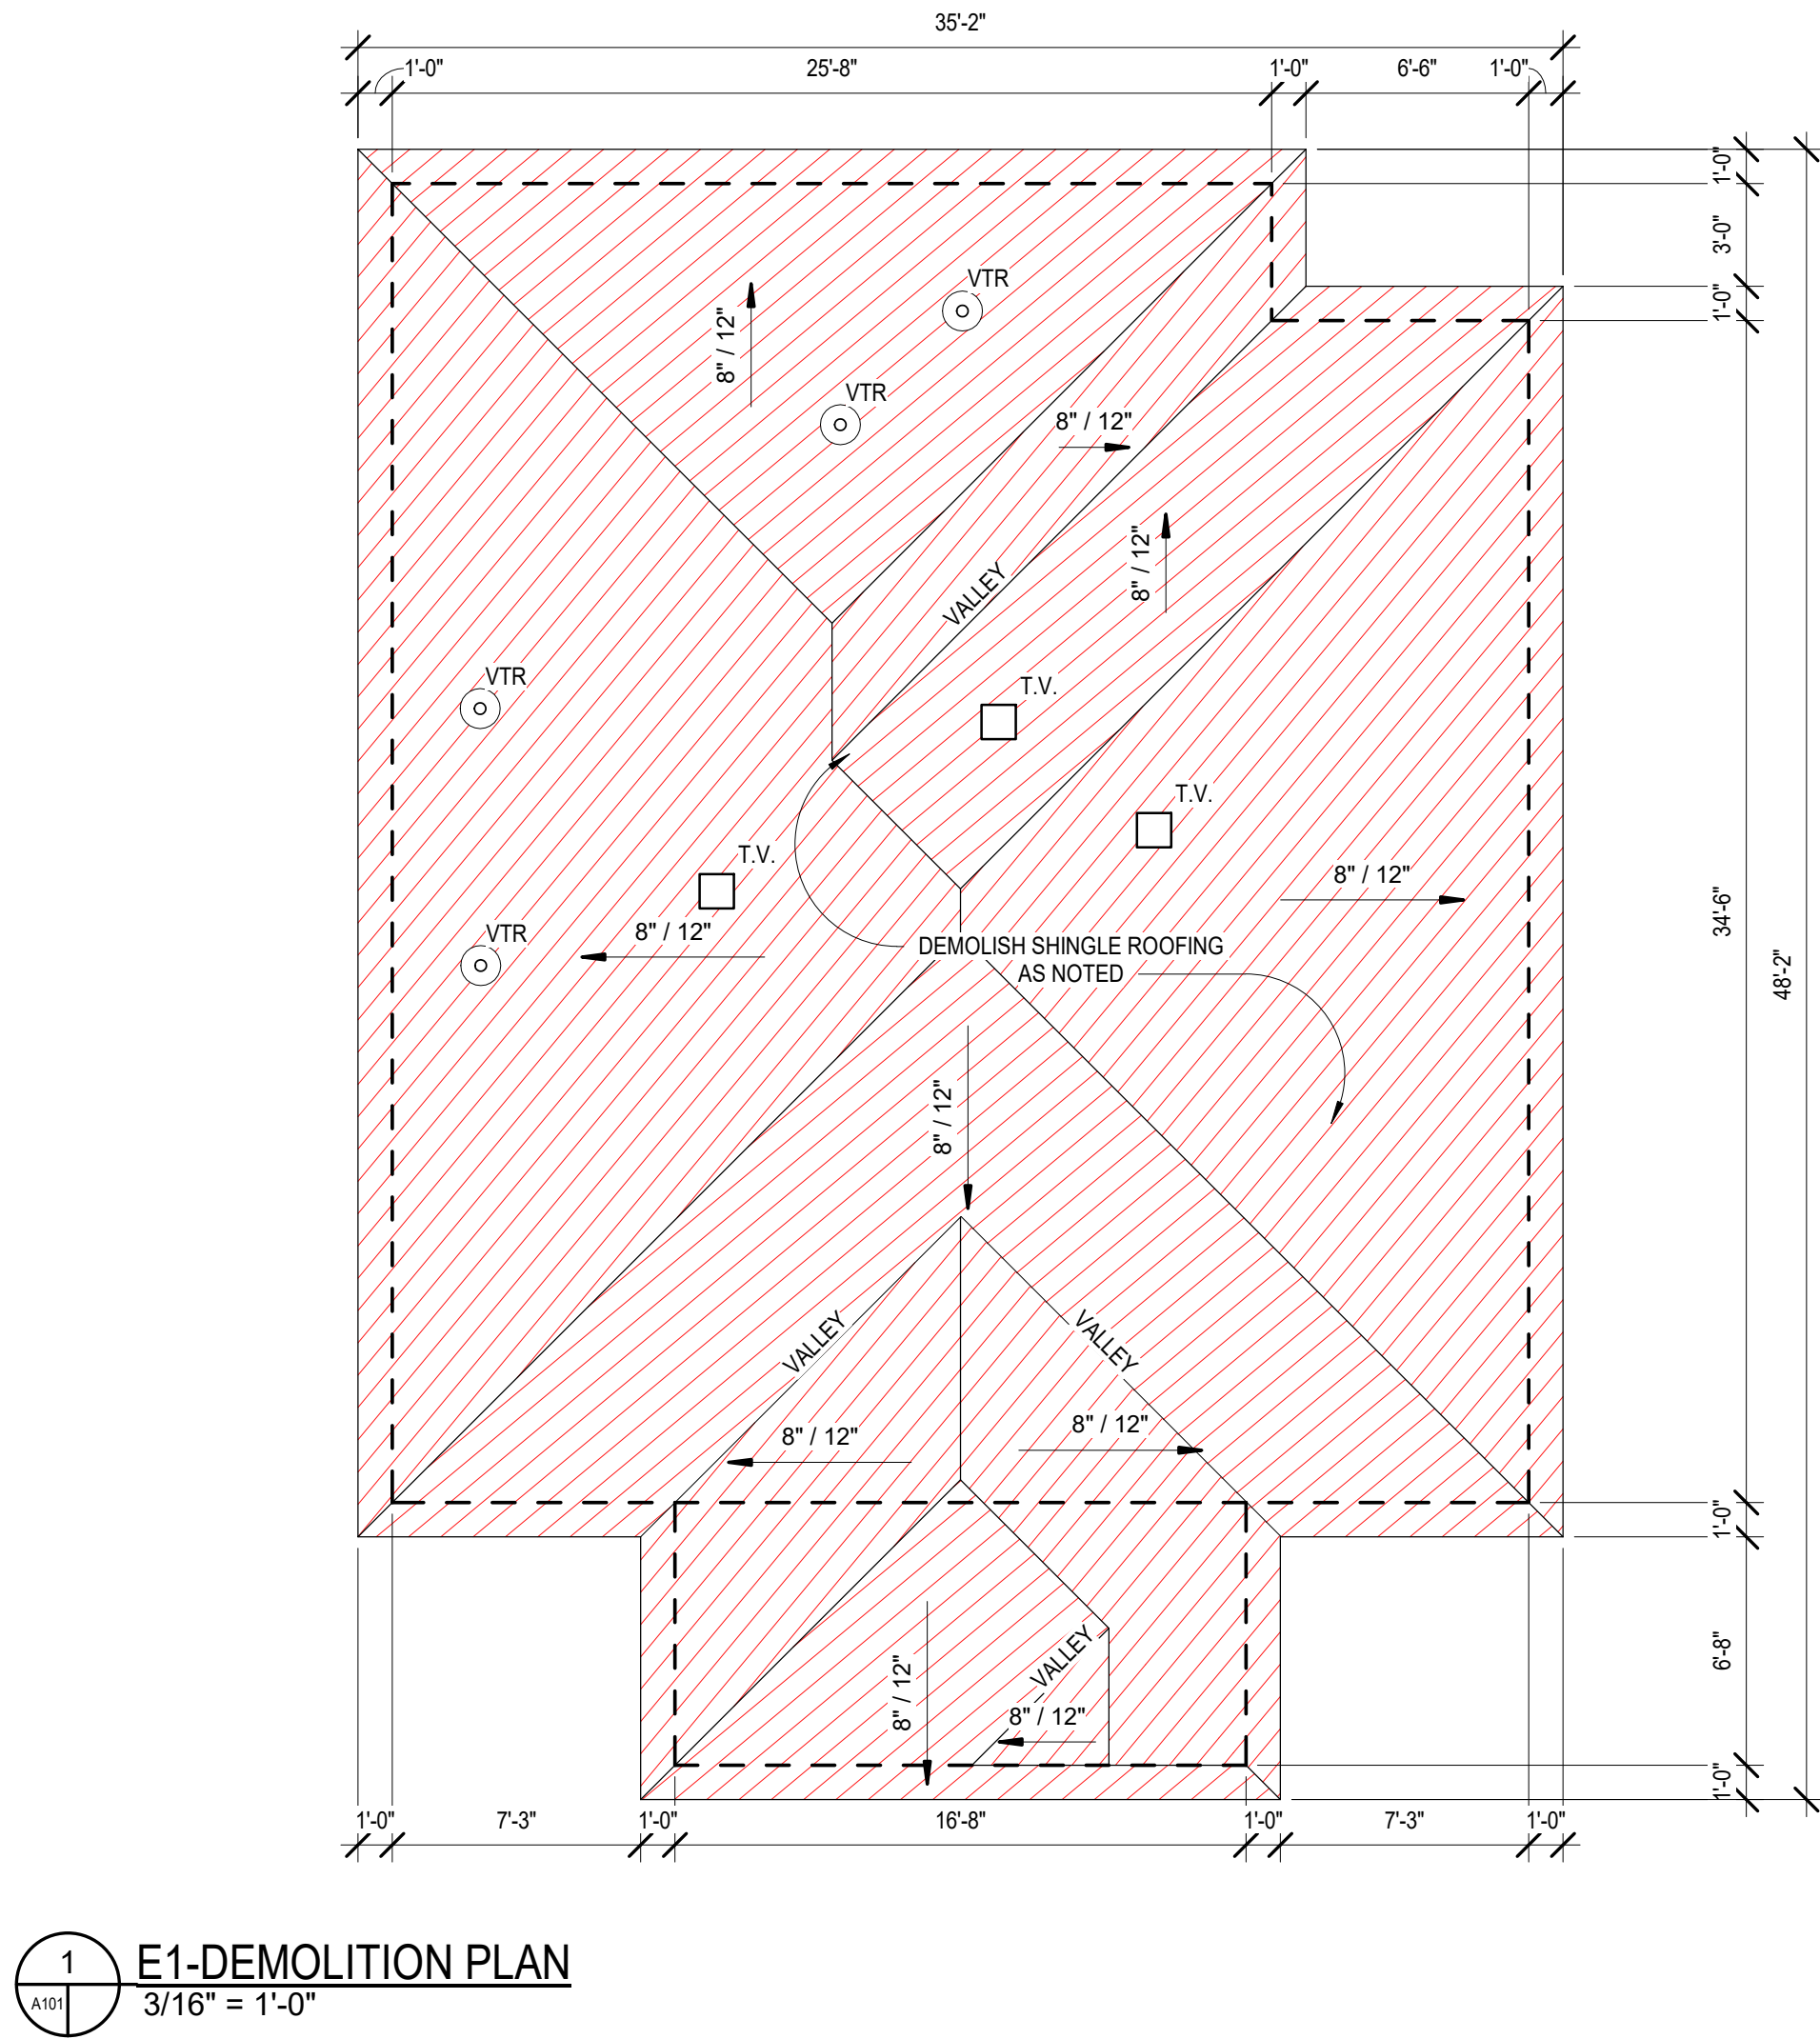 35'-2"
1'-0"
25'-8"
1'-0"
6'-6"
1'-0"
1'-0"
3'-0"
1'-0"
VTR
8" / 12"
VTR
8" / 12"
8" / 12"
VALLEY
VTR
T.V.
T.V.
T.V.
8" / 12"
34'-6"
8" / 12"
VTR
DEMOLISH SHINGLE ROOFING
AS NOTED
48'-2"
8" / 12"
VALLEY
VALLEY
8" / 12"
8" / 12"
1'-0"
VALLEY
6'-8"
8" / 12"
8" / 12"
1'-0"
1'-0"
7'-3"
1'-0"
16'-8"
1'-0"
7'-3"
1'-0"
1
A101
E1-DEMOLITION PLAN
3/16" = 1'-0"